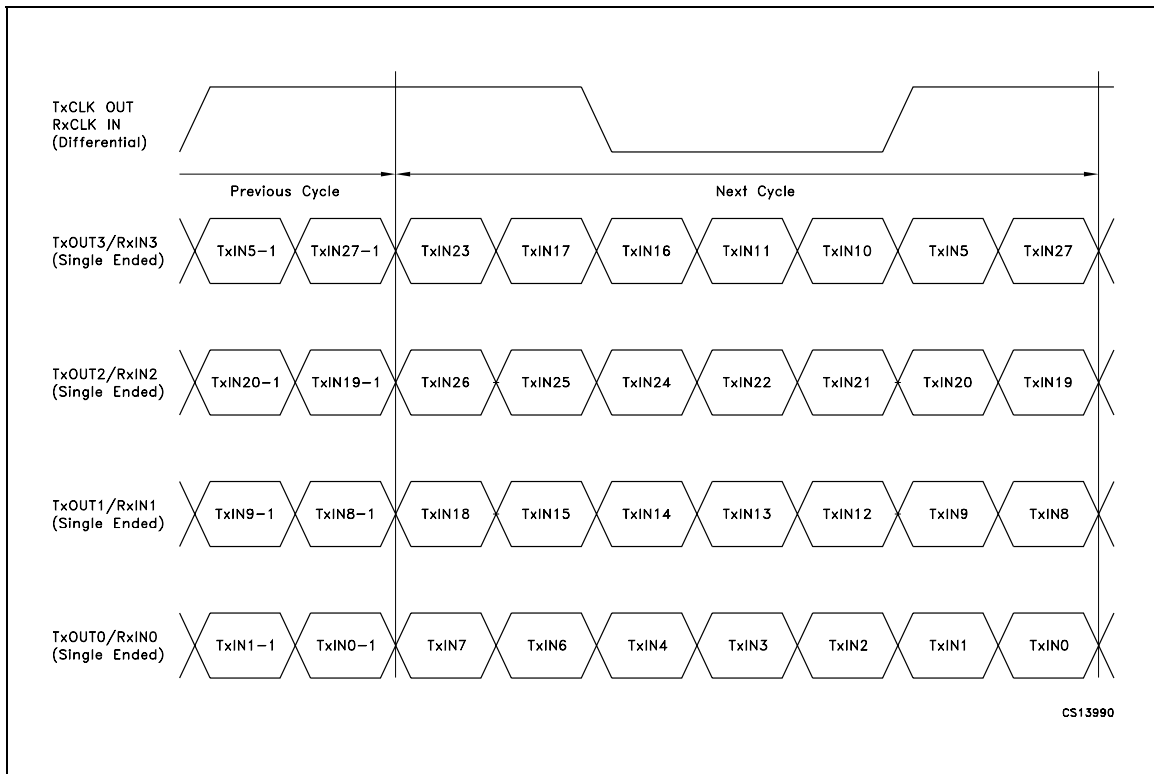 TxCLK OUT
RxCLK IN
(Differential)
Previous Cycle
Next Cycle
TxOUT3/RxIN3
(Single Ended)
TxIN5-1 TxIN27-1 TxIN23 TxIN17 TxIN16 TxIN11 TxIN10 TxIN5 TxIN27
TxOUT2/RxIN2
(Single Ended)
TxIN20-1 TxIN19-1 TxIN26 TxIN25 TxIN24 TxIN22 TxIN21 TxIN20 TxIN19
TxOUT1/RxIN1
(Single Ended)
TxIN9-1 TxIN8-1 TxIN18 TxIN15 TxIN14 TxIN13 TxIN12 TxIN9 TxIN8
TxOUT0/RxIN0
(Single Ended)
TxIN1-1 TxIN0-1 TxIN7 TxIN6 TxIN4 TxIN3 TxIN2 TxIN1 TxIN0
CS13990